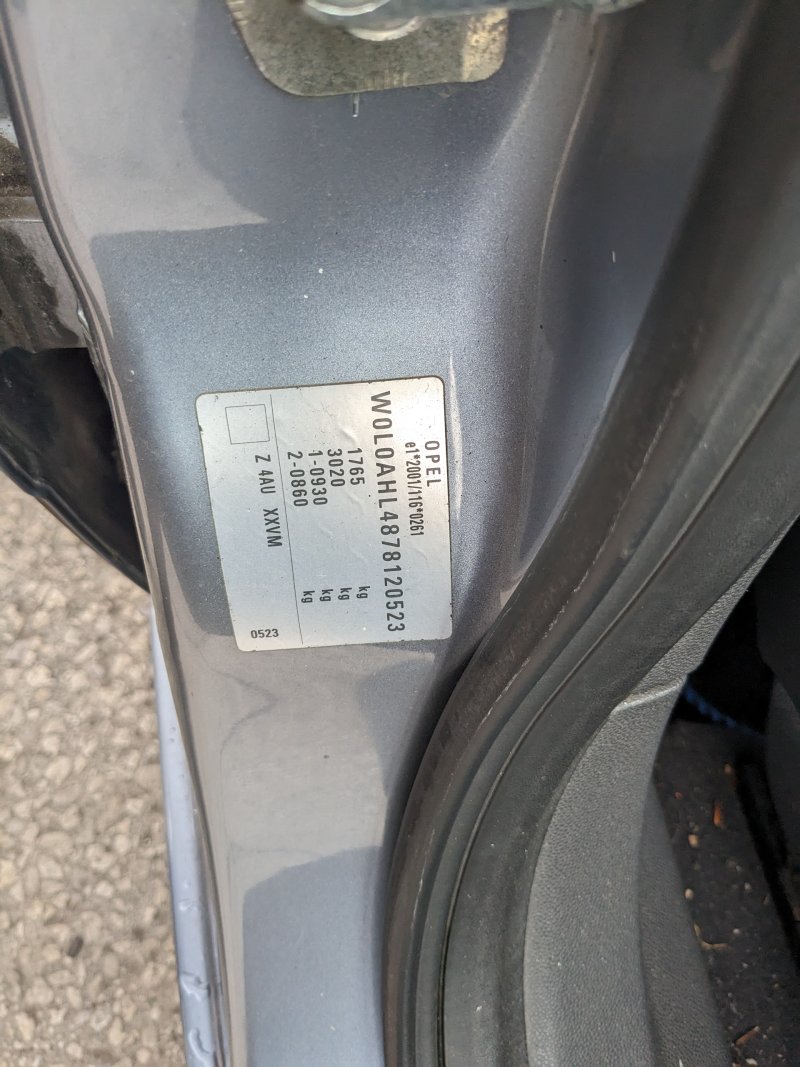 OPEL
e1*2001/116*0261
W0L0AHL4878120523
1765 kg
3020 kg
1-0930 kg
2-0860 kg
Z 4AU XXVM
0523